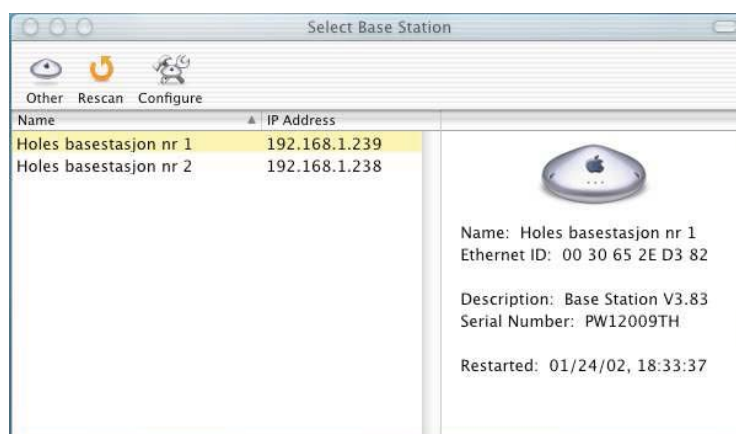 Select Base Station
Other Rescan Configure
Name IP Address
Holes basestasjon nr 1 192.168.1.239
Holes basestasjon nr 2 192.168.1.238
Name: Holes basestasjon nr 1
Ethernet ID: 00 30 65 2E D3 82
Description: Base Station V3.83
Serial Number: PW12009TH
Restarted: 01/24/02, 18:33:37